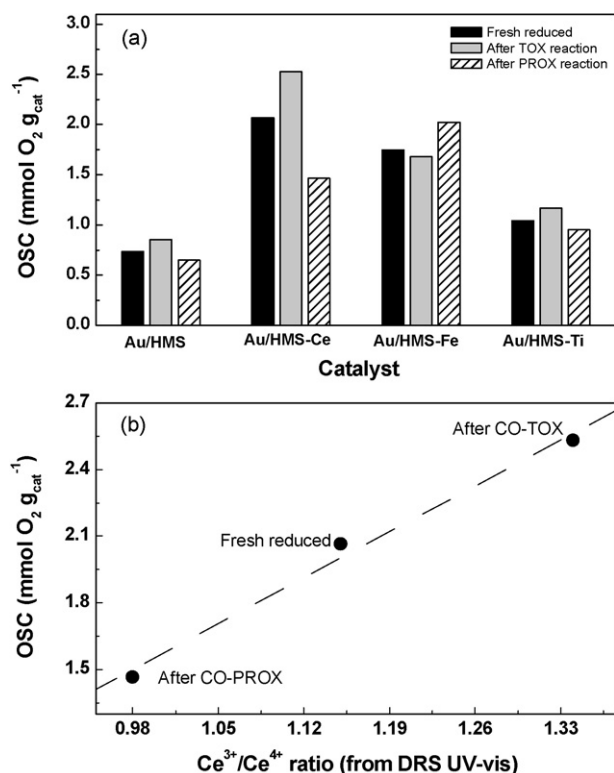 (a)
Fresh reduced
After TOX reaction
After PROX reaction
OSC (mmol O₂ g_cat⁻¹)
3.0
2.5
2.0
1.5
1.0
0.5
0.0
Au/HMS Au/HMS-Ce Au/HMS-Fe Au/HMS-Ti
Catalyst
(b)
After CO-TOX
Fresh reduced
After CO-PROX
OSC (mmol O₂ g_cat⁻¹)
2.7
2.4
2.1
1.8
1.5
0.98 1.05 1.12 1.19 1.26 1.33
Ce³⁺/Ce⁴⁺ ratio (from DRS UV-vis)